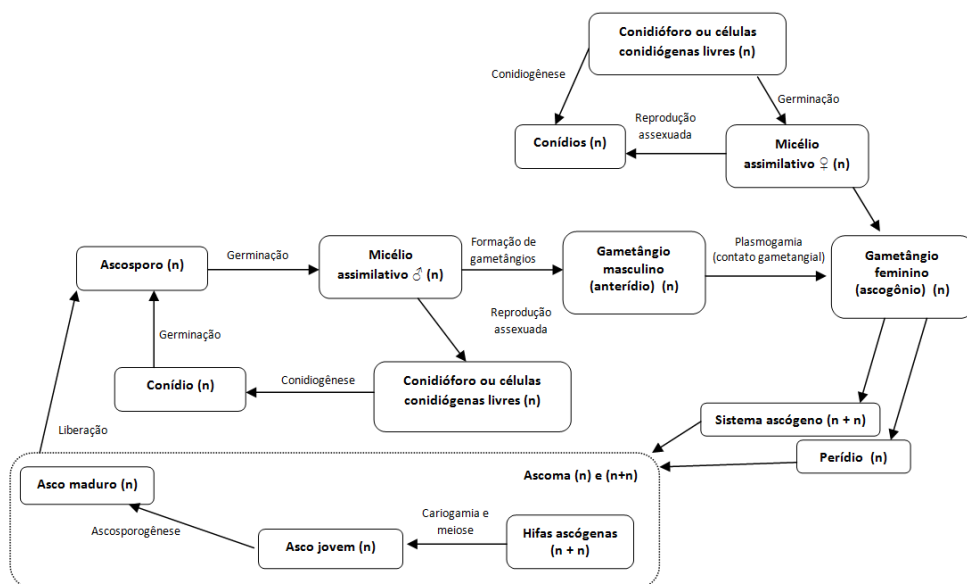 Conidióforo ou células
conidiógenas livres (n)
Conidiogênese
Germinação
Conídios (n)
Reprodução
assexuada
Micélio
assimilativo ♀ (n)
Ascosporo (n)
Germinação
Micélio
assimilativo ♂ (n)
Formação de
gametângios
Gametângio
masculino
(anterídio) (n)
Plasmogamia
(contato gametangial)
Gametângio
feminino
(ascogônio) (n)
Germinação
Reprodução
assexuada
Conídio (n)
Conidiogênese
Conidióforo ou células
conidiógenas livres (n)
Sistema ascógeno (n + n)
Perídio (n)
Liberação
Ascoma (n) e (n+n)
Asco maduro (n)
Ascosporogênese
Asco jovem (n)
Cariogamia e
meiose
Hifas ascógenas
(n + n)